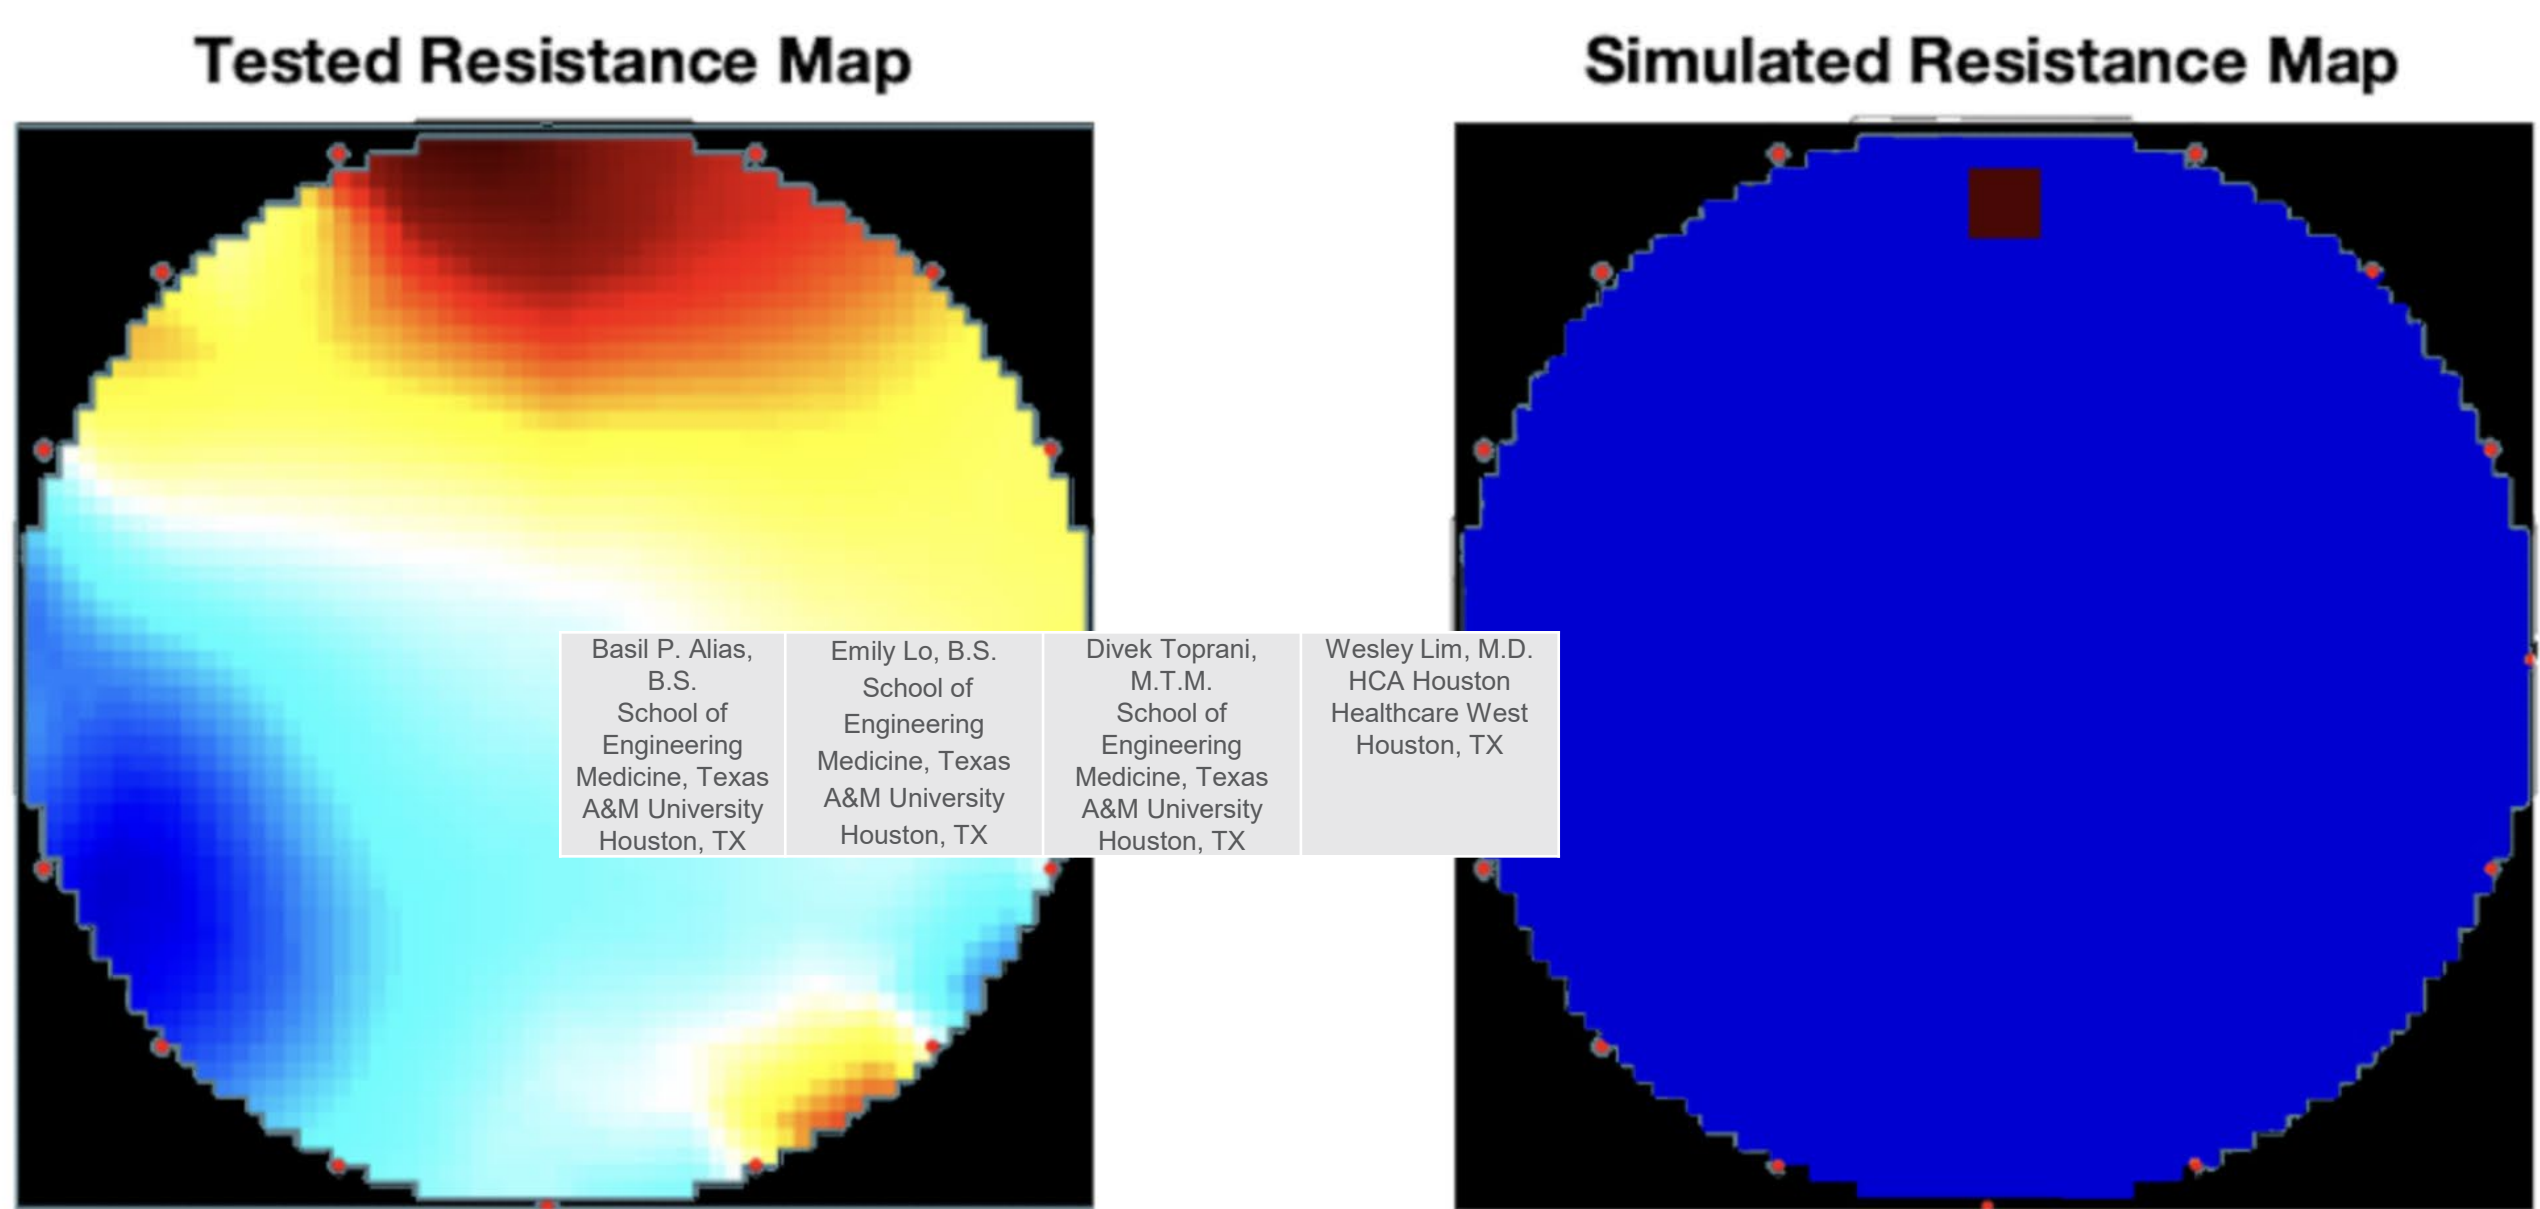 Tested Resistance Map
Simulated Resistance Map
Basil P. Alias,
B.S.
School of
Engineering
Medicine, Texas
A&M University
Houston, TX
Emily Lo, B.S.
School of
Engineering
Medicine, Texas
A&M University
Houston, TX
Divek Toprani,
M.T.M.
School of
Engineering
Medicine, Texas
A&M University
Houston, TX
Wesley Lim, M.D.
HCA Houston
Healthcare West
Houston, TX